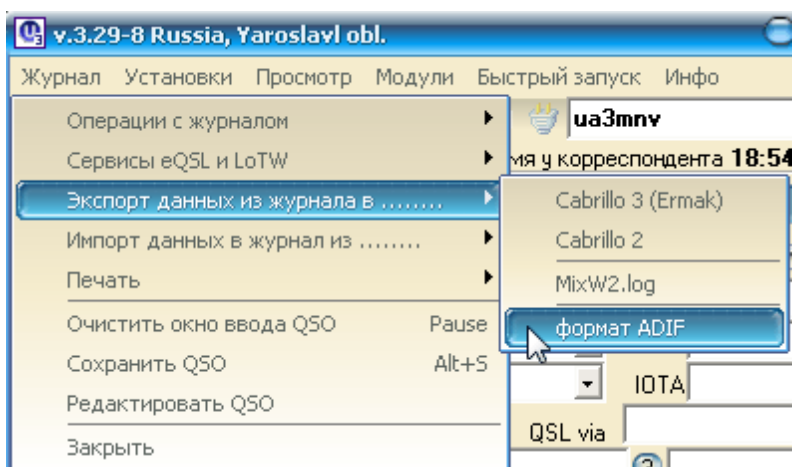 v.3.29-8 Russia, Yaroslavl obl.
Журнал Установки Просмотр Модули Быстрый запуск Инфо
Операции с журналом
ua3mnv
Сервисы eQSL и LoTW
мя у корреспондента 18:54
Экспорт данных из журнала в ........
Cabrillo 3 (Ermak)
Импорт данных в журнал из ........
Cabrillo 2
Печать
MixW2.log
Очистить окно ввода QSO Pause
формат ADIF
Сохранить QSO Alt+S
IOTA
Редактировать QSO
QSL via
Закрыть
?